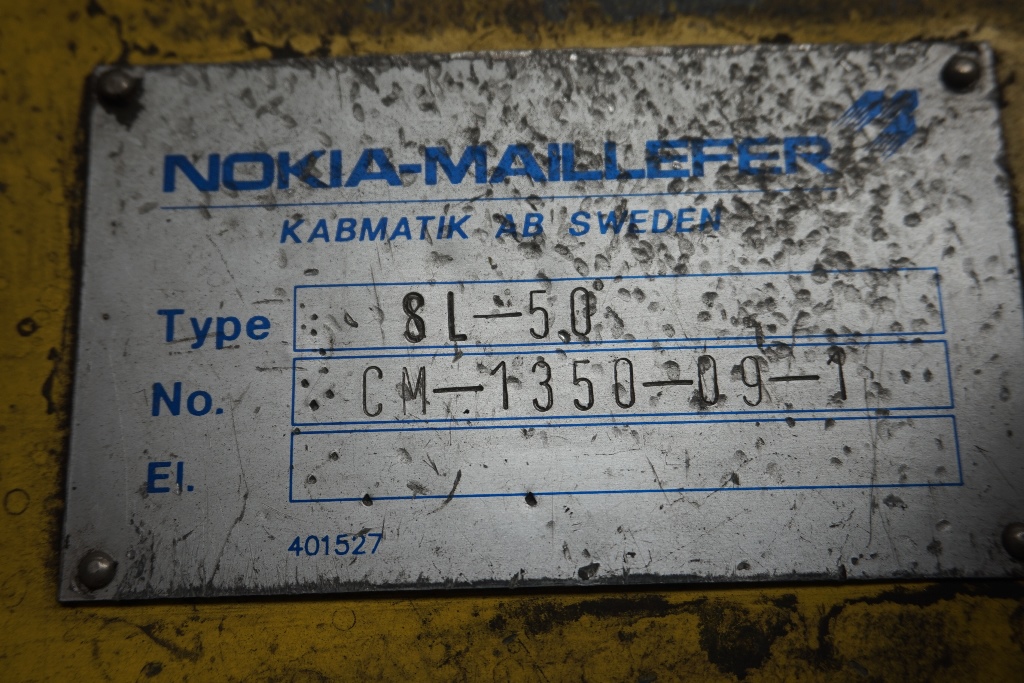 NOKIA-MAILLEFER
KABMATIK AB SWEDEN
Type 8L-50
No. CM-1350-09-1
El.
401527